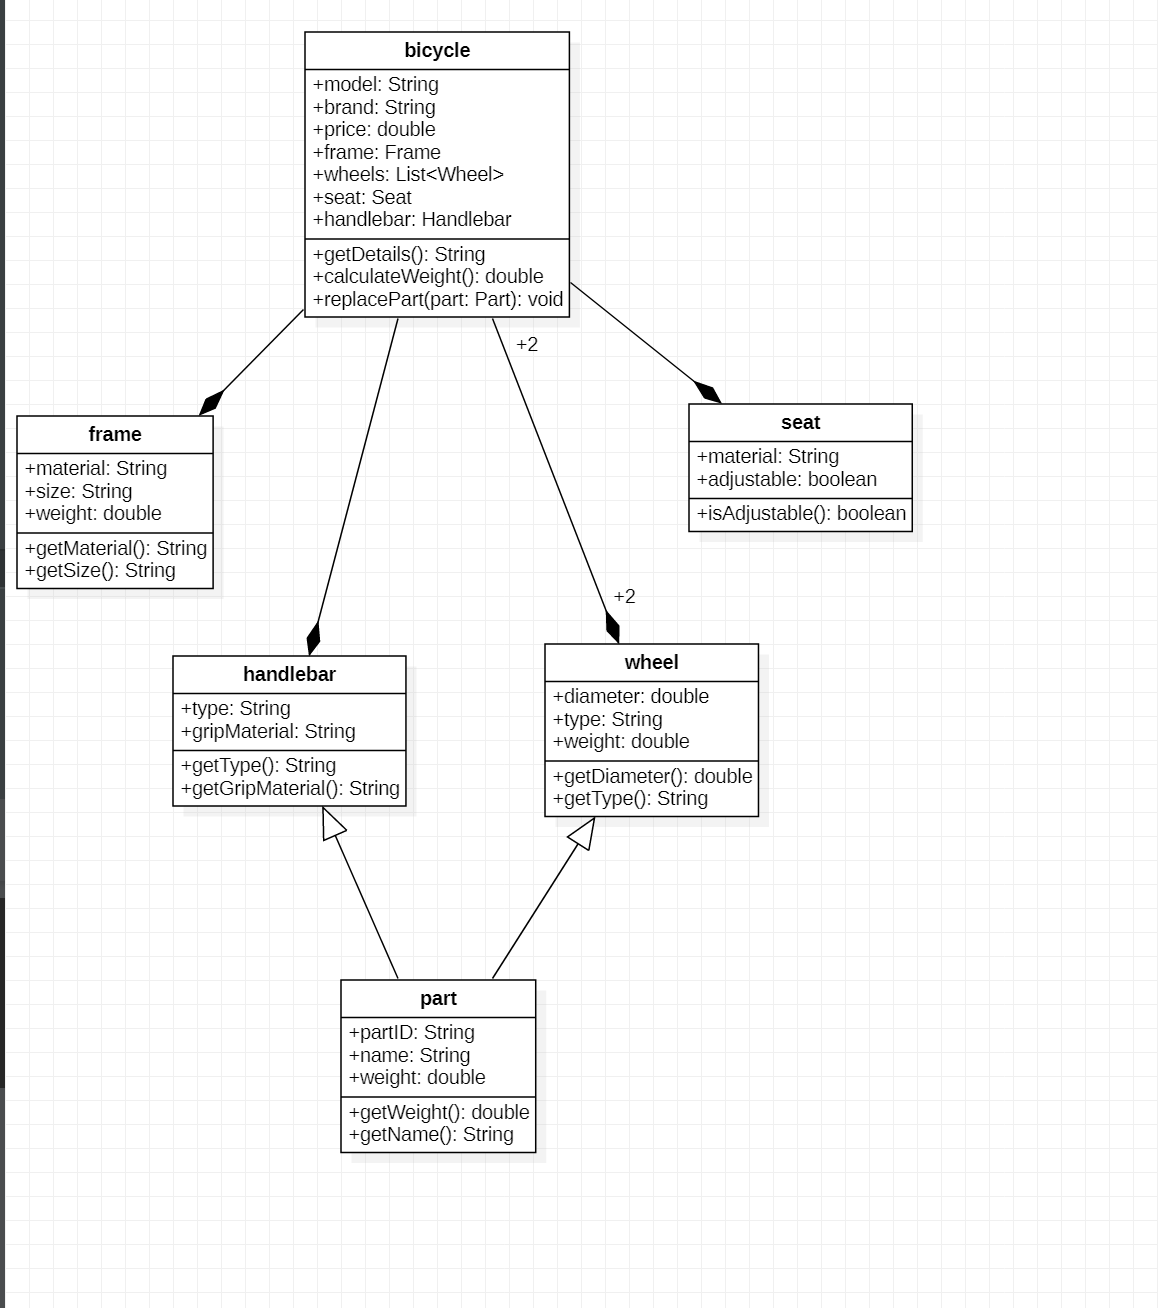 bicycle
+model: String
+brand: String
+price: double
+frame: Frame
+wheels: List<Wheel>
+seat: Seat
+handlebar: Handlebar
+getDetails(): String
+calculateWeight(): double
+replacePart(part: Part): void
+2
frame
+material: String
+size: String
+weight: double
+getMaterial(): String
+getSize(): String
seat
+material: String
+adjustable: boolean
+isAdjustable(): boolean
+2
handlebar
+type: String
+gripMaterial: String
+getType(): String
+getGripMaterial(): String
wheel
+diameter: double
+type: String
+weight: double
+getDiameter(): double
+getType(): String
part
+partID: String
+name: String
+weight: double
+getWeight(): double
+getName(): String